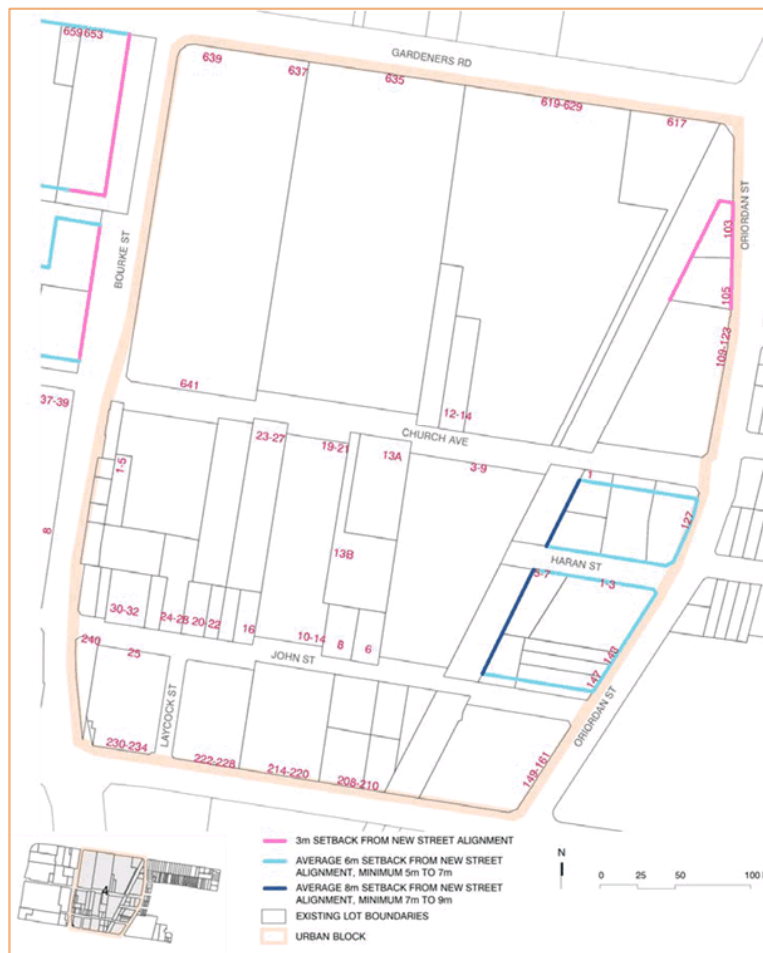 659 653
GARDENERS RD
639
637
635
619-629
617
ORIORDAN ST
103
105
109-123
BOURKE ST
641
12-14
CHURCH AVE
37-39
23-27
19-21
13A
3-9
1
1-5
127
8
13B
HARAN ST
5-7
1-3
30-32
24-28
20-22
16
10-14
8
6
240
25
JOHN ST
147
LAYCOCK ST
ORIORDAN ST
230-234
222-228
214-220
208-210
149-161
3m SETBACK FROM NEW STREET ALIGNMENT
AVERAGE 6m SETBACK FROM NEW STREET
ALIGNMENT, MINIMUM 5m TO 7m
AVERAGE 8m SETBACK FROM NEW STREET
ALIGNMENT, MINIMUM 7m TO 9m
EXISTING LOT BOUNDARIES
URBAN BLOCK
N
0 25 50 100